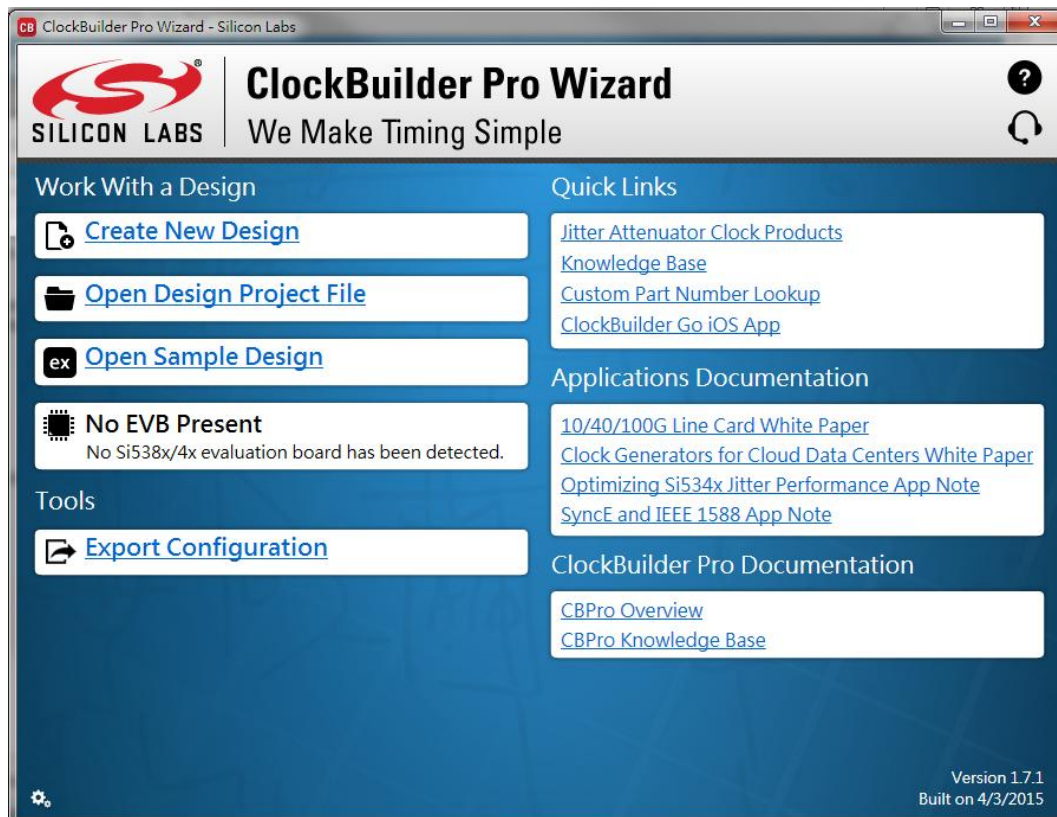 CB ClockBuilder Pro Wizard - Silicon Labs
SILICON LABS
®
ClockBuilder Pro Wizard
We Make Timing Simple
?
Work With a Design
Create New Design
Open Design Project File
ex Open Sample Design
No EVB Present
No Si538x/4x evaluation board has been detected.
Tools
Export Configuration
Quick Links
Jitter Attenuator Clock Products
Knowledge Base
Custom Part Number Lookup
ClockBuilder Go iOS App
Applications Documentation
10/40/100G Line Card White Paper
Clock Generators for Cloud Data Centers White Paper
Optimizing Si534x Jitter Performance App Note
SyncE and IEEE 1588 App Note
ClockBuilder Pro Documentation
CBPro Overview
CBPro Knowledge Base
Version 1.7.1
Built on 4/3/2015